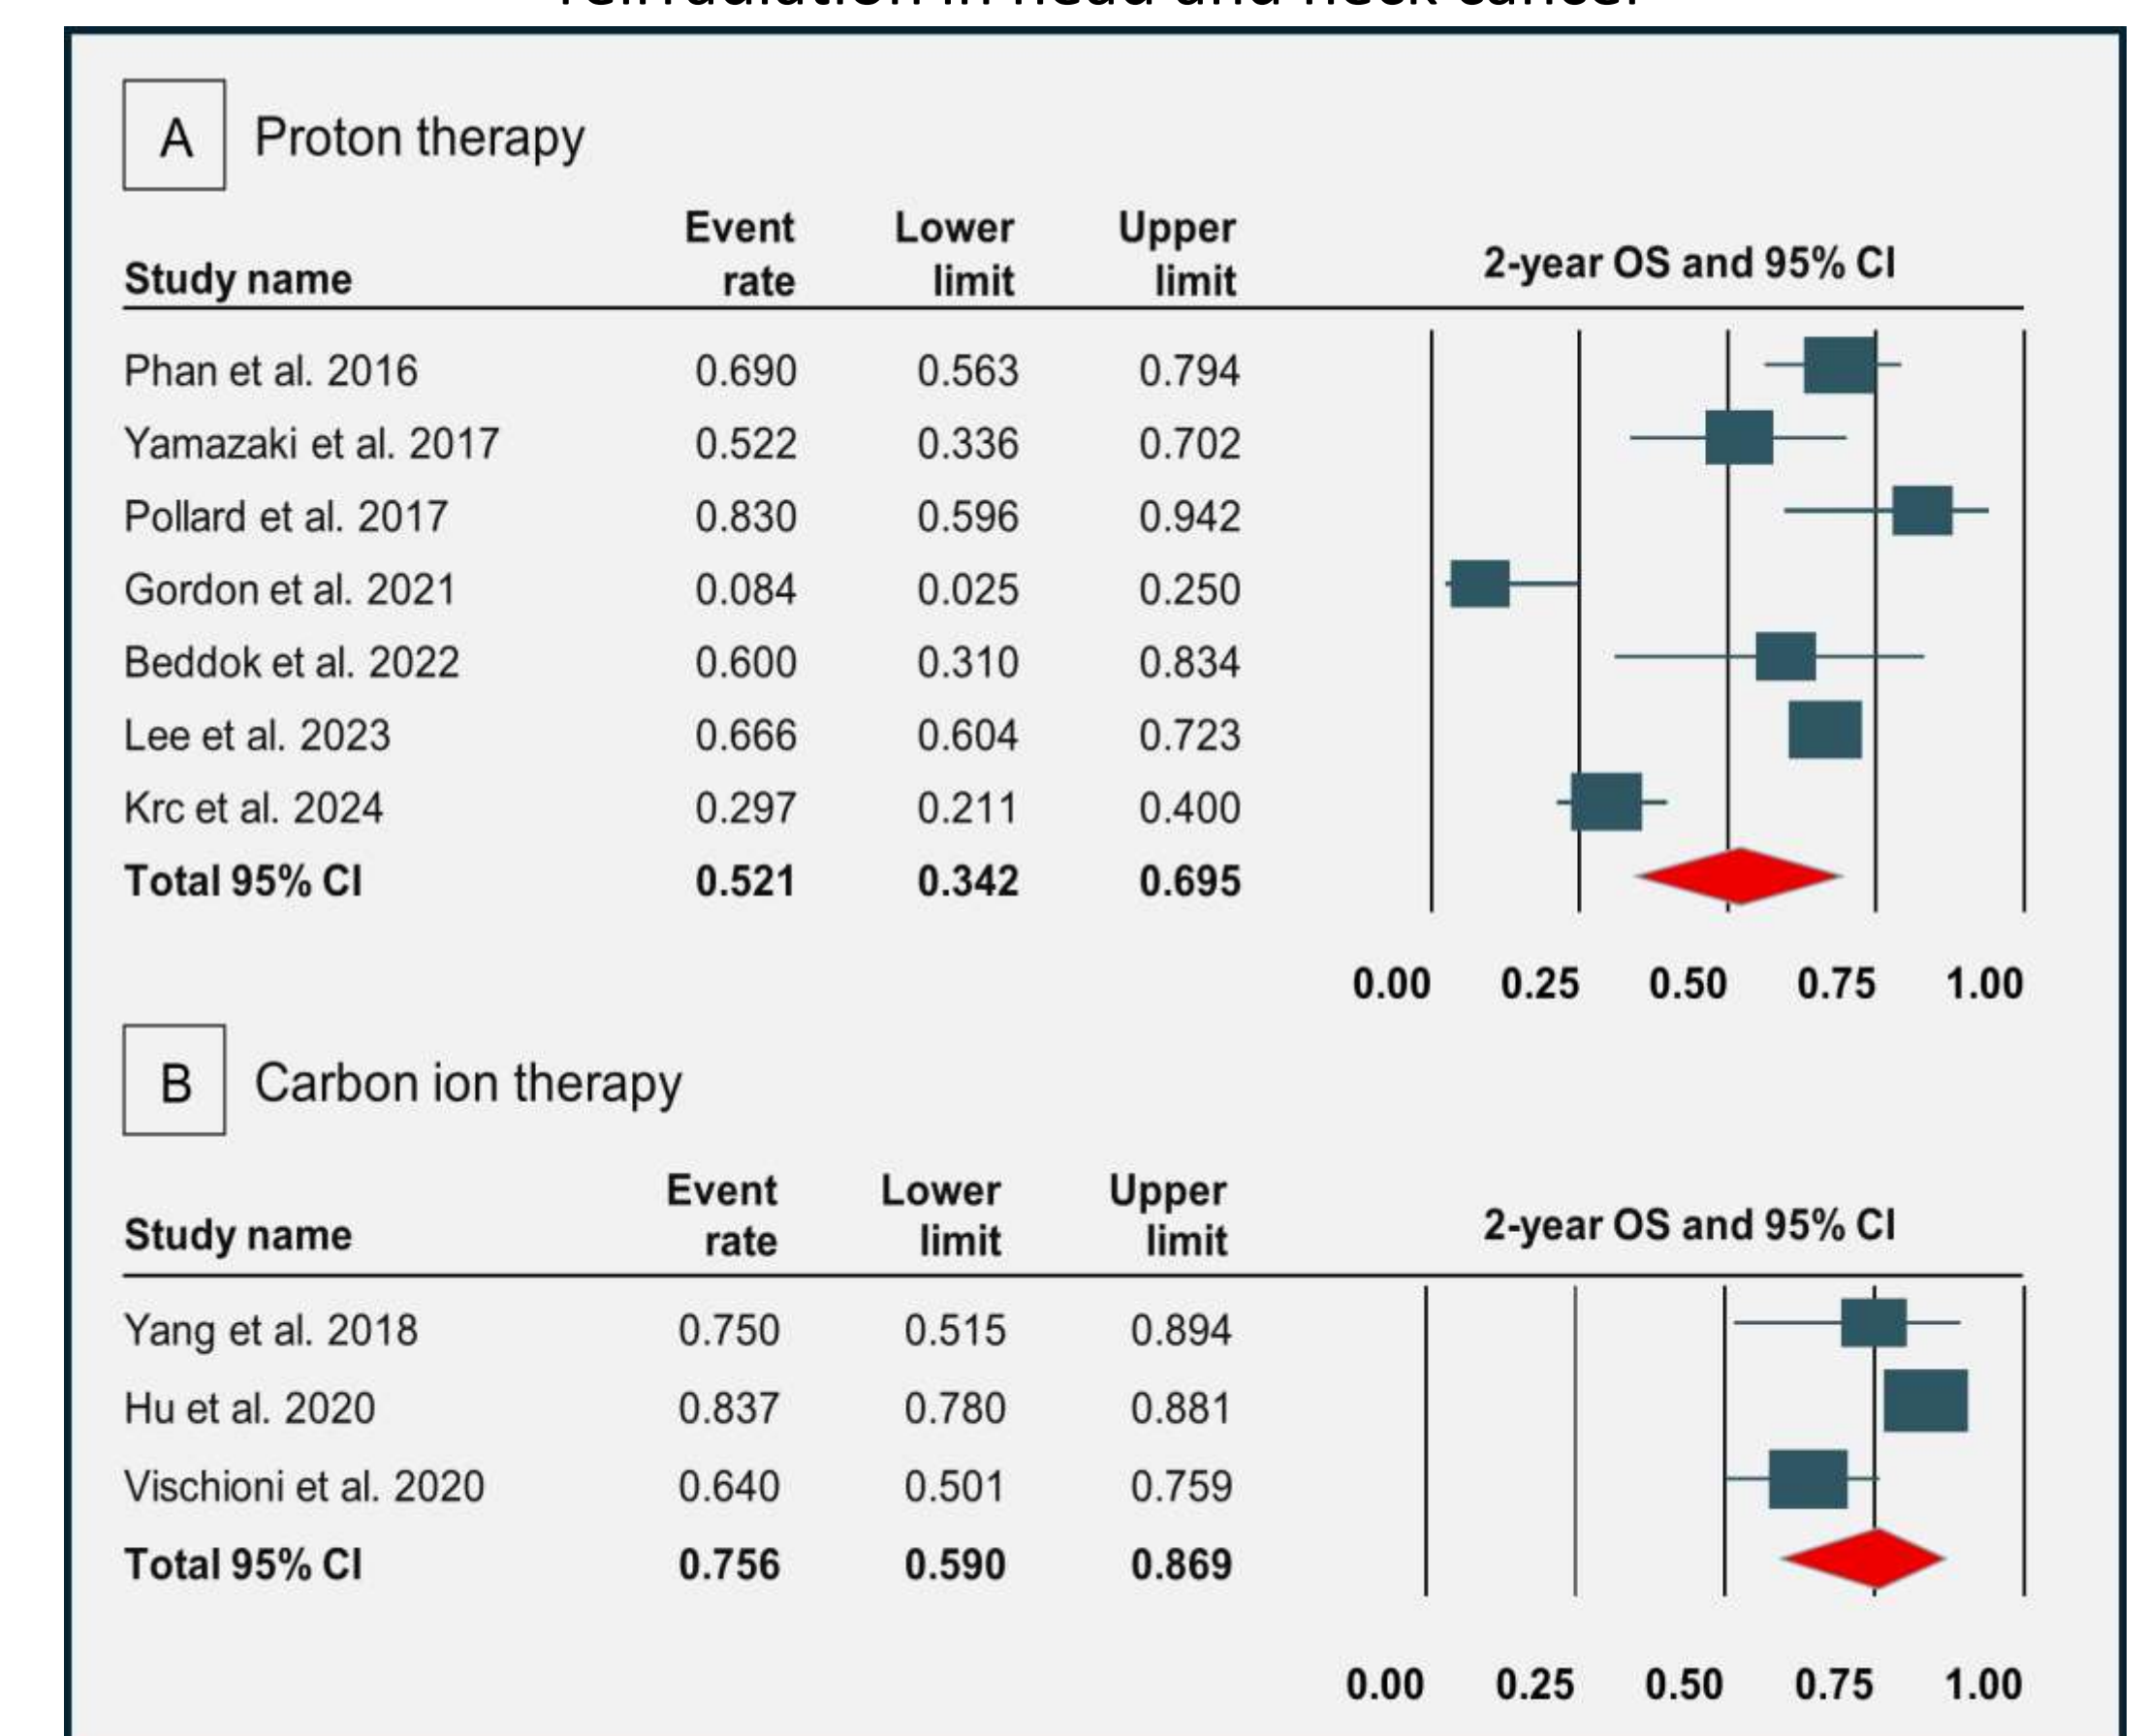 reirradiation in head and neck cancer
A Proton therapy
Study name Event rate Lower limit Upper limit 2-year OS and 95% CI
Phan et al. 2016 0.690 0.563 0.794
Yamazaki et al. 2017 0.522 0.336 0.702
Pollard et al. 2017 0.830 0.596 0.942
Gordon et al. 2021 0.084 0.025 0.250
Beddok et al. 2022 0.600 0.310 0.834
Lee et al. 2023 0.666 0.604 0.723
Krc et al. 2024 0.297 0.211 0.400
Total 95% CI 0.521 0.342 0.695
0.00 0.25 0.50 0.75 1.00
B Carbon ion therapy
Study name Event rate Lower limit Upper limit 2-year OS and 95% CI
Yang et al. 2018 0.750 0.515 0.894
Hu et al. 2020 0.837 0.780 0.881
Vischioni et al. 2020 0.640 0.501 0.759
Total 95% CI 0.756 0.590 0.869
0.00 0.25 0.50 0.75 1.00